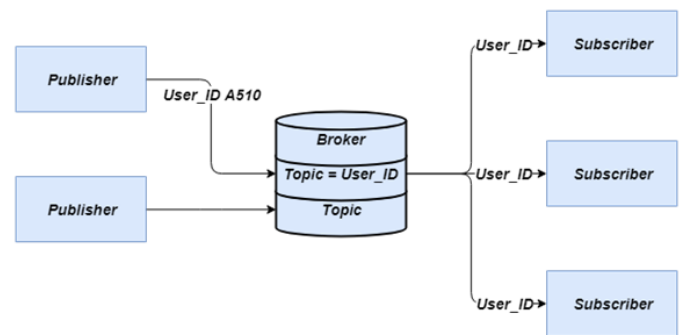 User_ID
Subscriber
Publisher
User_ID A510
Broker
Topic = User_ID
User_ID
Subscriber
Publisher
Topic
User_ID
Subscriber